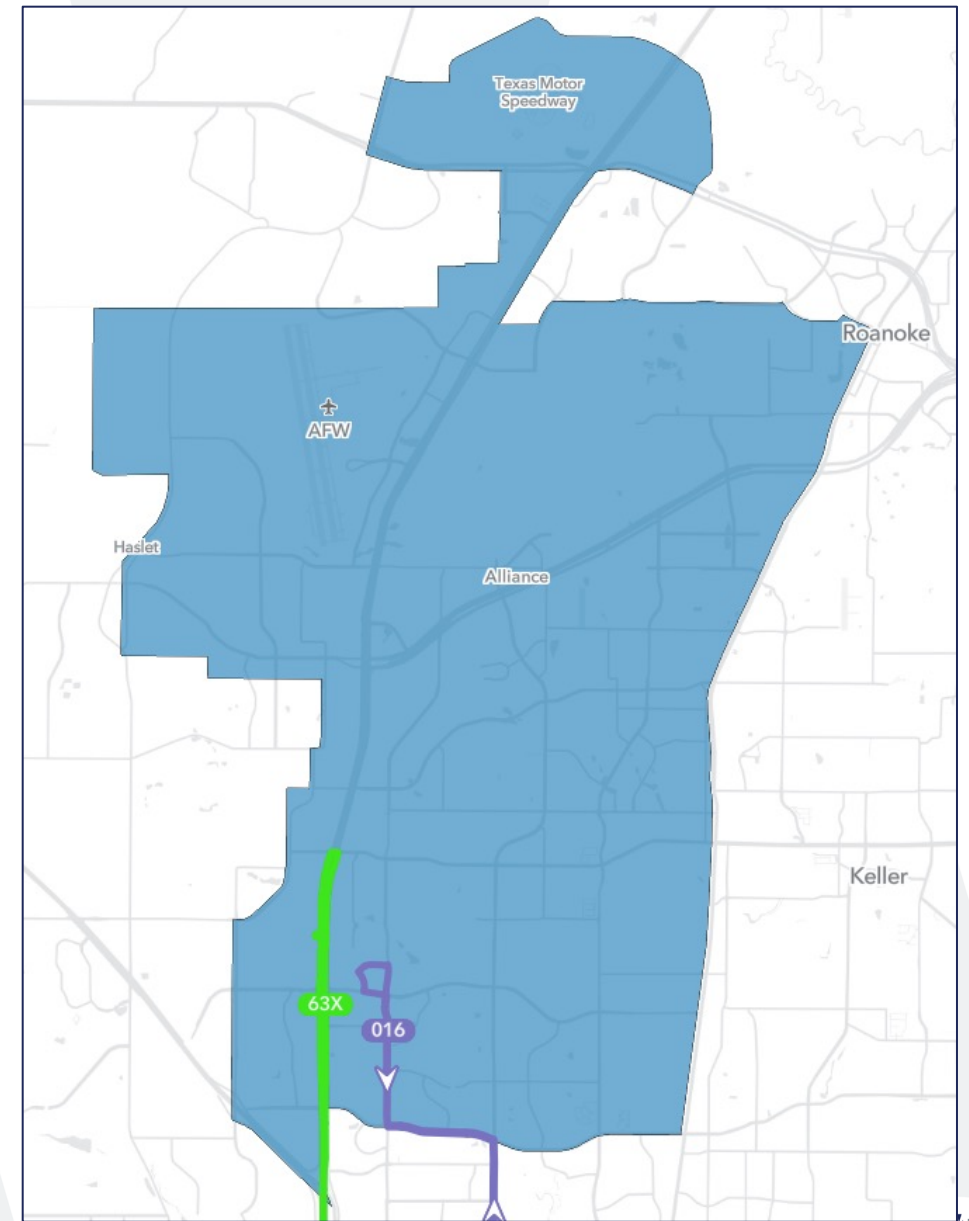 Texas Motor
Speedway
Roanoke
AFW
Haslet
Alliance
Keller
63X
016